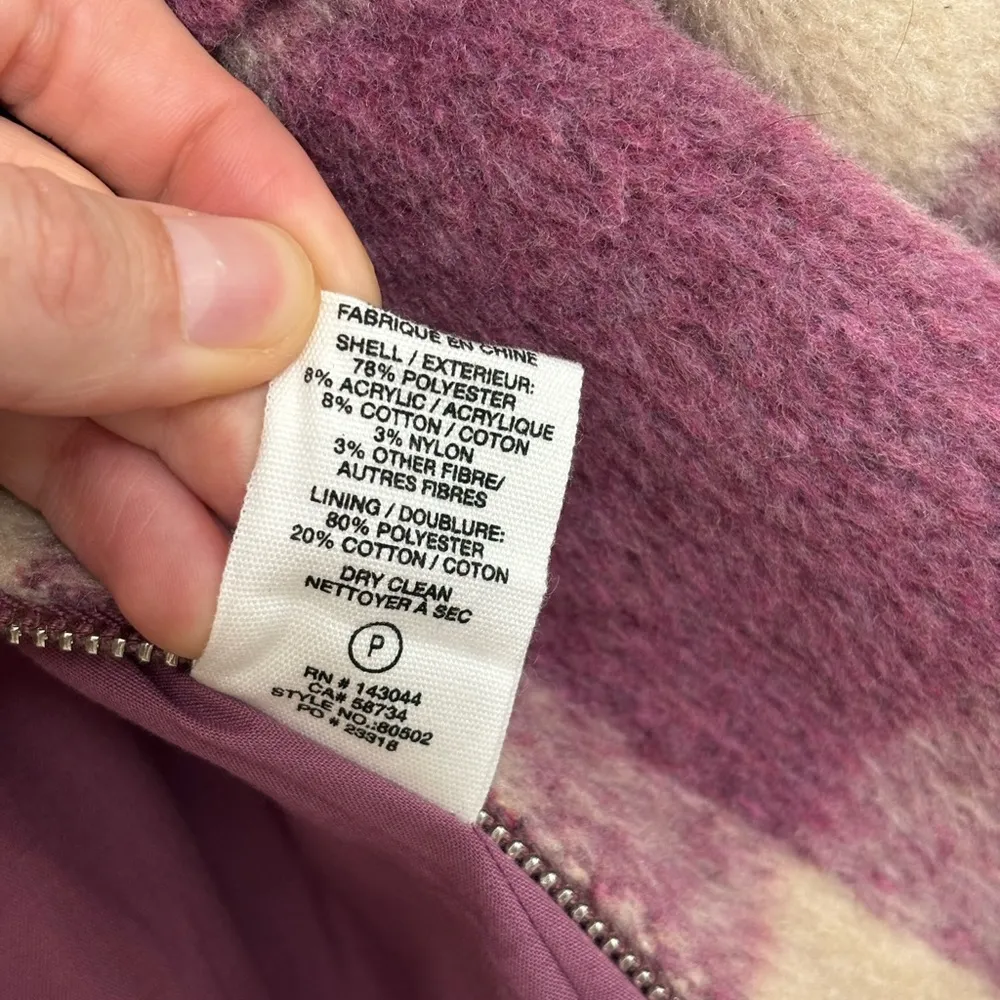 FABRIQUE EN CHINE
SHELL / EXTERIEUR:
78% POLYESTER
8% ACRYLIC / ACRYLIQUE
8% COTTON / COTON
3% NYLON
3% OTHER FIBRE/
AUTRES FIBRES
LINING / DOUBLURE:
80% POLYESTER
20% COTTON / COTON
DRY CLEAN
NETTOYER À SEC
P
RN # 143044
CA# 58734
STYLE NO.:80502
PO # 23318